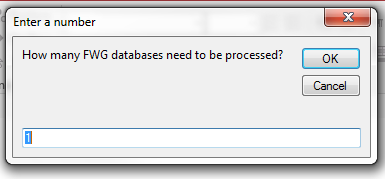 Enter a number
How many FWG databases need to be processed?
OK
Cancel
1